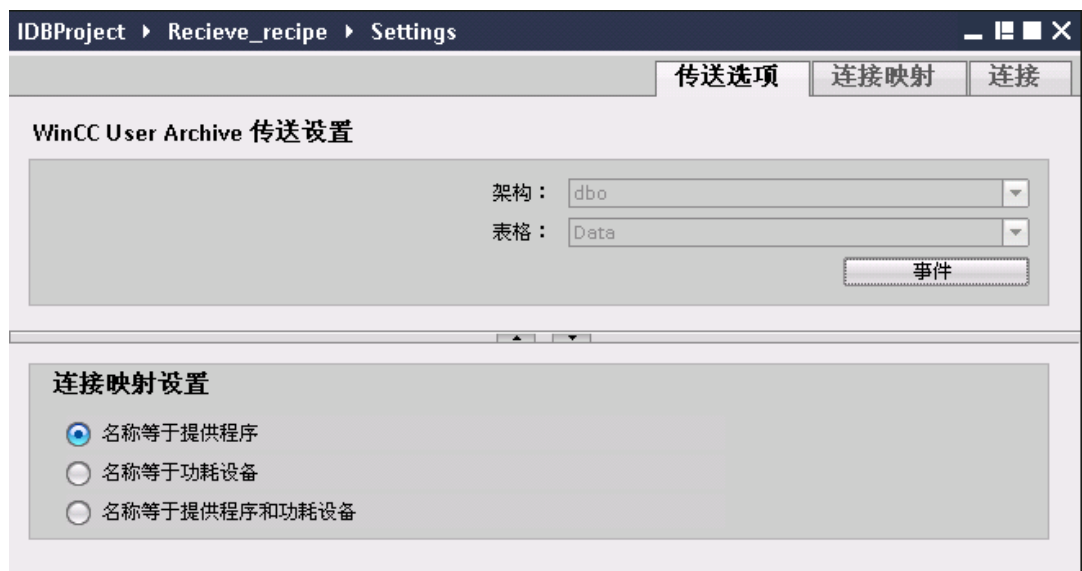 IDBProject ▸ Recieve_recipe ▸ Settings
传送选项 连接映射 连接
WinCC User Archive 传送设置
架构： dbo
表格： Data
事件
连接映射设置
名称等于提供程序
名称等于功耗设备
名称等于提供程序和功耗设备